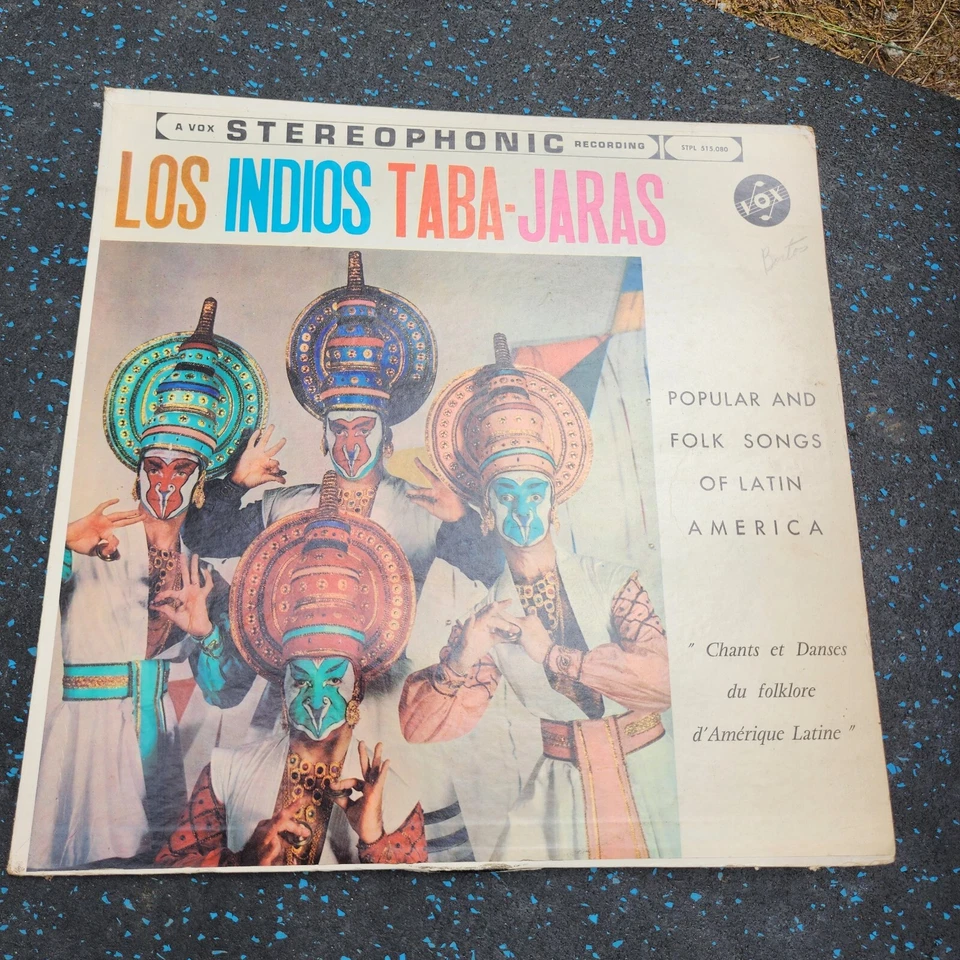 A VOX STEREOPHONIC RECORDING STPL 515.080
LOS INDIOS TABA-JARAS
VOX
POPULAR AND
FOLK SONGS
OF LATIN
AMERICA
" Chants et Danses
du folklore
d'Amérique Latine "